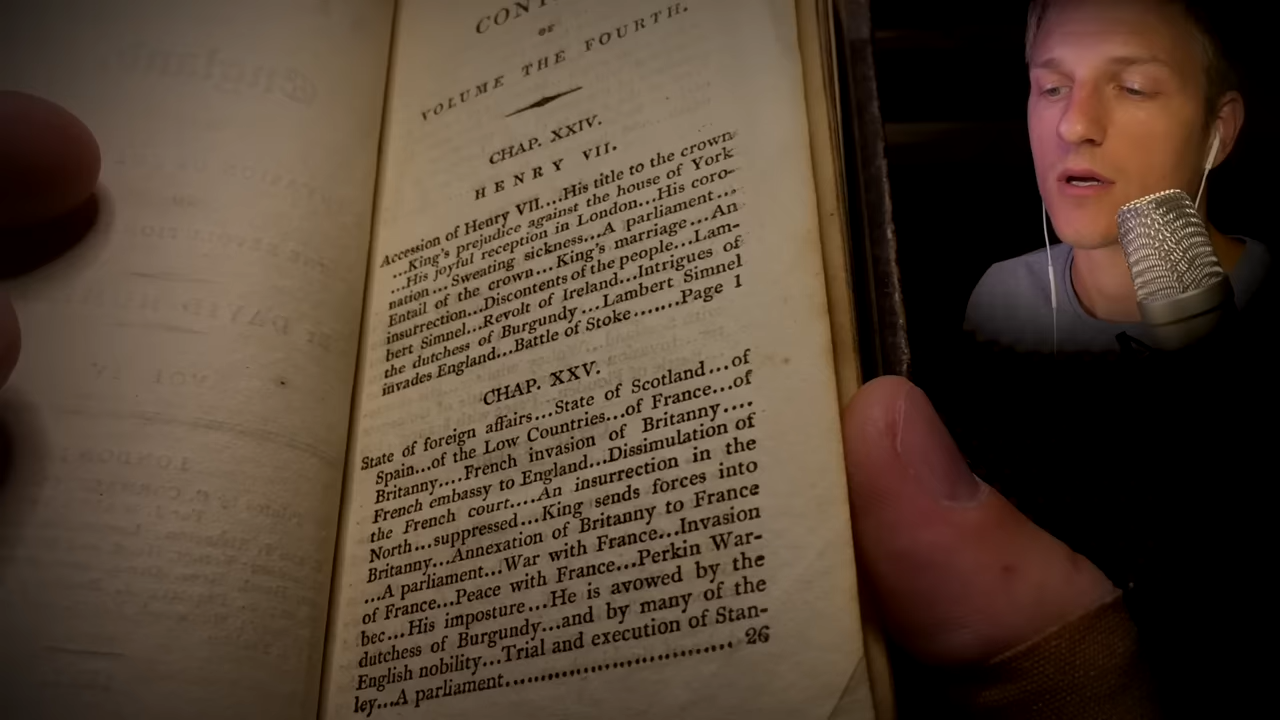 OF
VOLUME THE FOURTH.
CHAP. XXIV.
HENRY VII.
Accession of Henry VII....His title to the crown
...King's prejudice against the house of York
...His joyful reception in London...His coro-
nation...Sweating sickness...A parliament...
Entail of the crown...King's marriage...An
insurrection...Discontents of the people...Lam-
bert Simnel...Revolt of Ireland...Intrigues of
the dutchess of Burgundy...Lambert Simnel
invades England...Battle of Stoke.......Page 1
CHAP. XXV.
State of foreign affairs...State of Scotland...of
Spain...of the Low Countries...of France...of
Britanny....French invasion of Britanny....
French embassy to England...Dissimulation of
the French court....An insurrection in the
North...suppressed...King sends forces into
Britanny...Annexation of Britanny to France
...A parliament...War with France...Invasion
of France...Peace with France...Perkin War-
bec...His imposture...He is avowed by the
dutchess of Burgundy...and by many of the
English nobility...Trial and execution of Stan-
ley...A parliament............................ 26